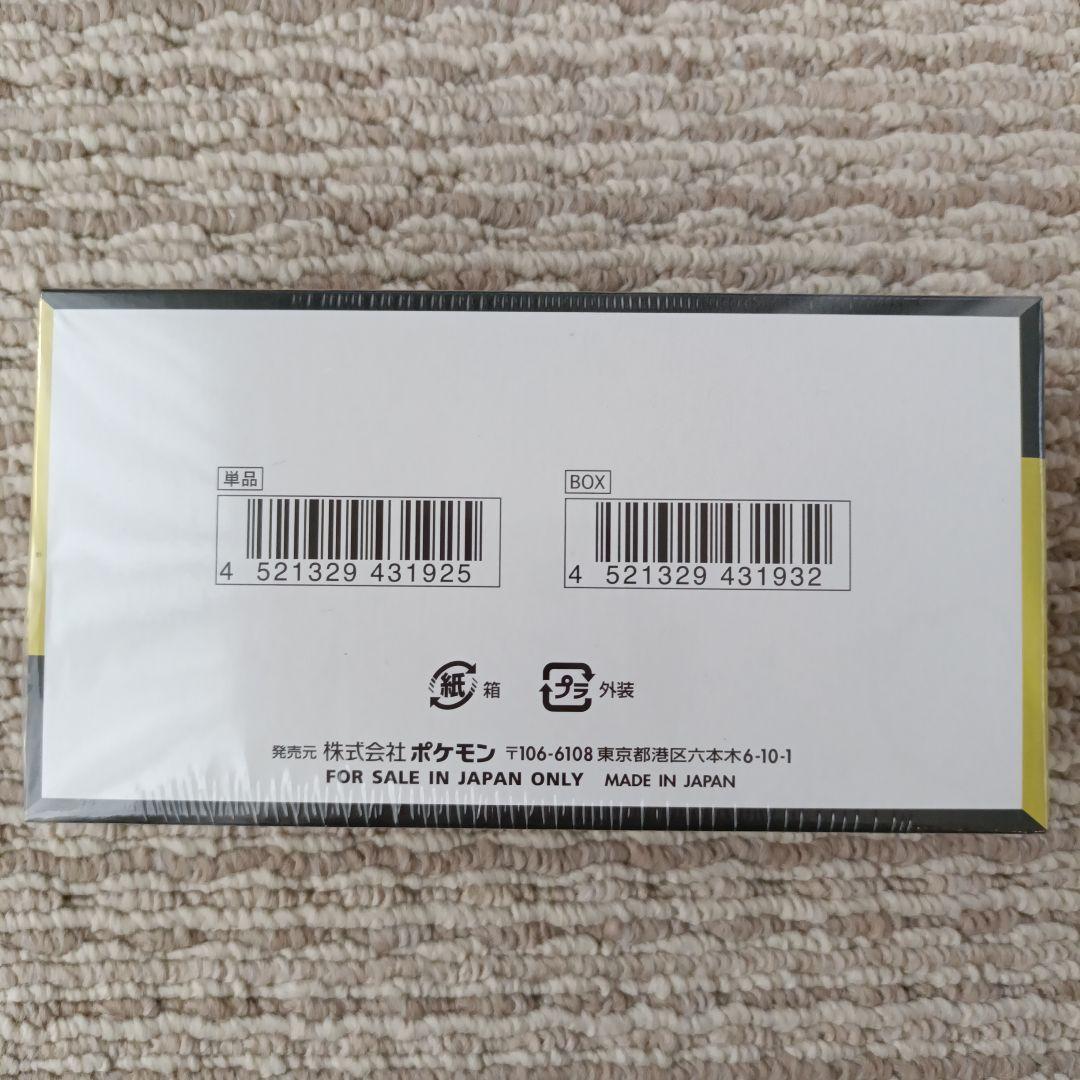 単品
4 521329 431925
BOX
4 521329 431932
紙 箱 プラ 外装
発売元 株式会社 ポケモン 〒106-6108 東京都港区六本木6-10-1
FOR SALE IN JAPAN ONLY MADE IN JAPAN